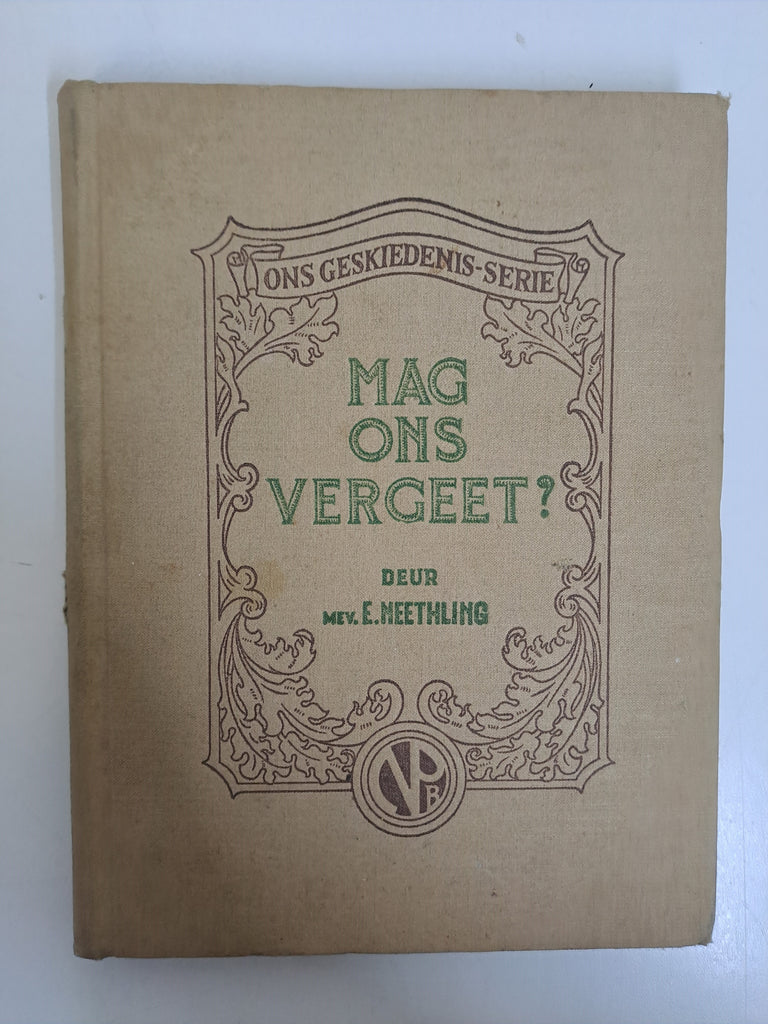 ONS GESKIEDENIS-SERIE
MAG
ONS
VERGEET?
DEUR
MEV. E. NEETHLING